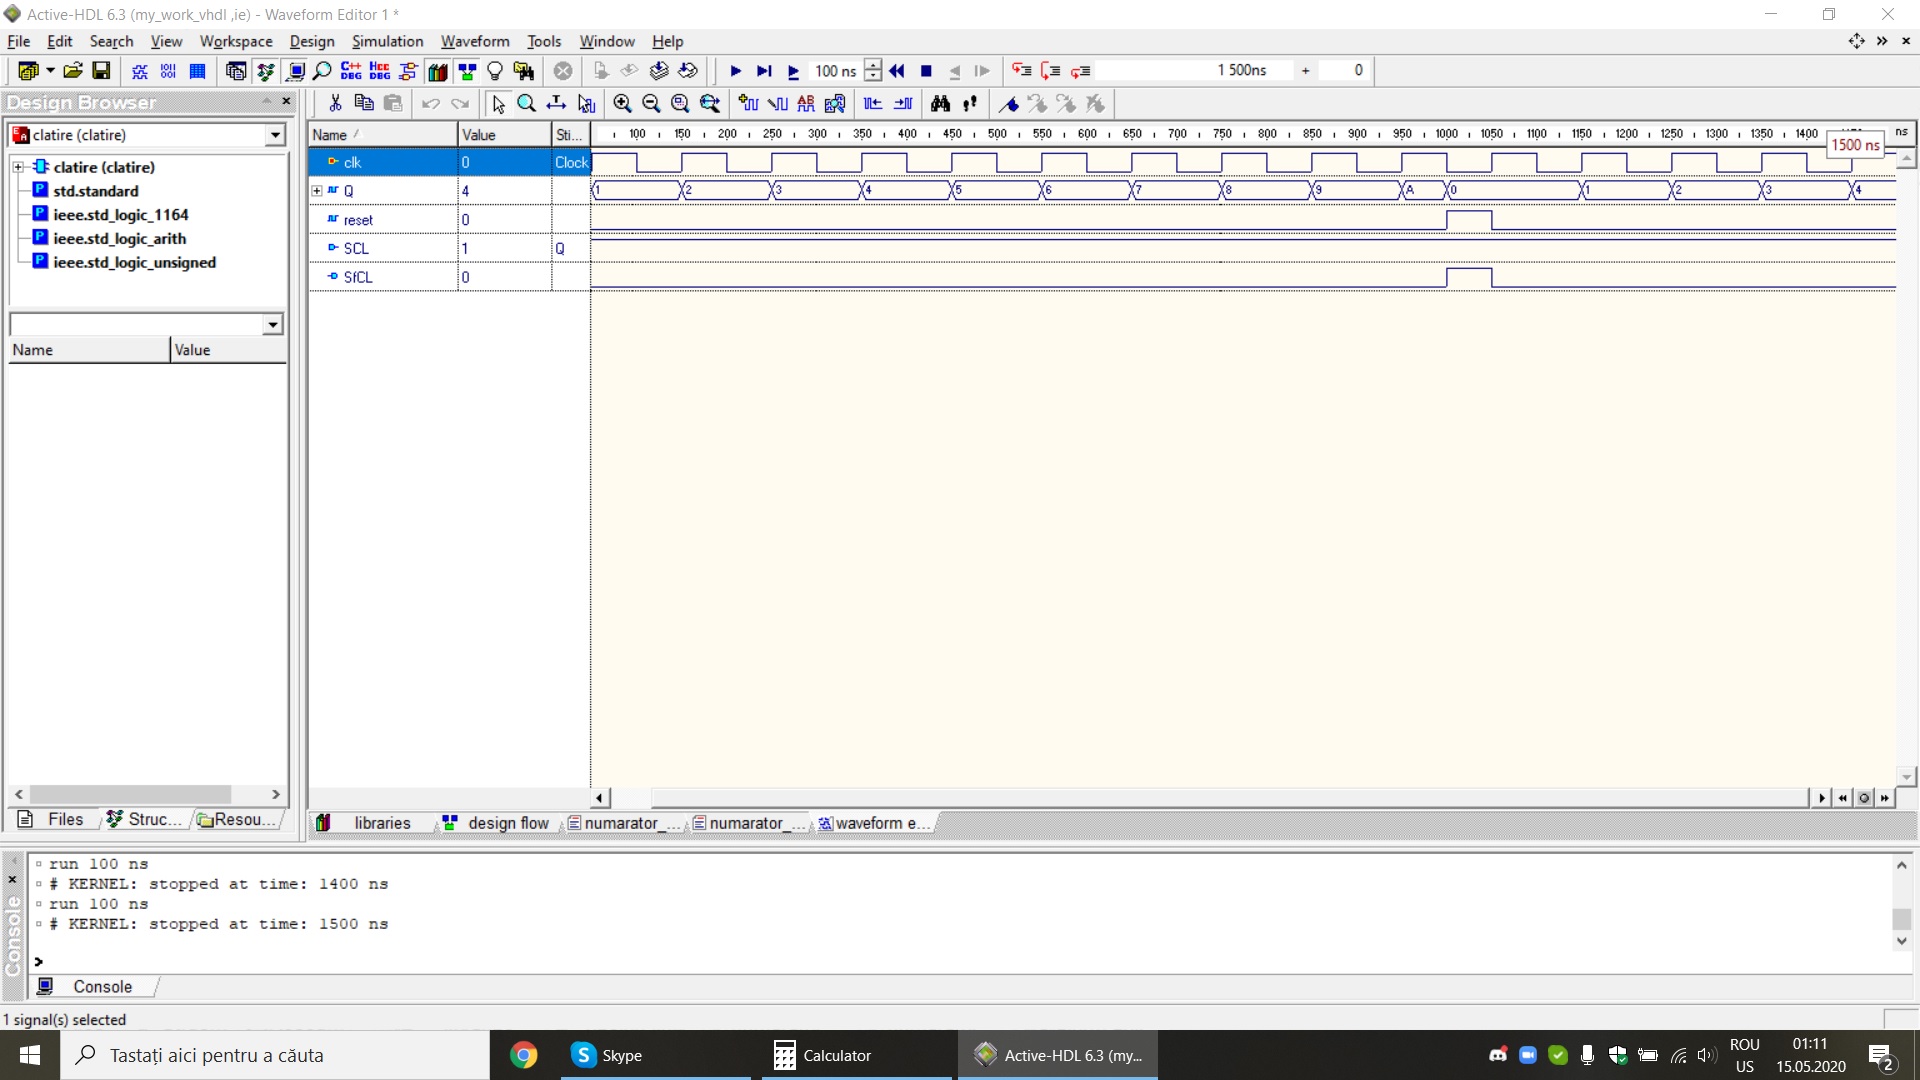 Active-HDL 6.3 (my_work_vhdl ,ie) - Waveform Editor 1 *
File Edit Search View Workspace Design Simulation Waveform Tools Window Help
100 ns 1 500ns + 0
Design Browser
clatire (clatire)
clatire (clatire)
std.standard
ieee.std_logic_1164
ieee.std_logic_arith
ieee.std_logic_unsigned
Name Value
Files Struc... Resou...
Name Value Sti... 100 150 200 250 300 350 400 450 500 550 600 650 700 750 800 850 900 950 1000 1050 1100 1150 1200 1250 1300 1350 1400 ns
1500 ns
clk 0 Clock
Q 4 1 2 3 4 5 6 7 8 9 A 0 1 2 3 4
reset 0
SCL 1 Q
SfCL 0
libraries design flow numarator_... numarator_... waveform e...
run 100 ns
# KERNEL: stopped at time: 1400 ns
run 100 ns
# KERNEL: stopped at time: 1500 ns
>
Console
Console
1 signal(s) selected
Tastați aici pentru a căuta Skype Calculator Active-HDL 6.3 (my... ROU US 01:11 15.05.2020 2